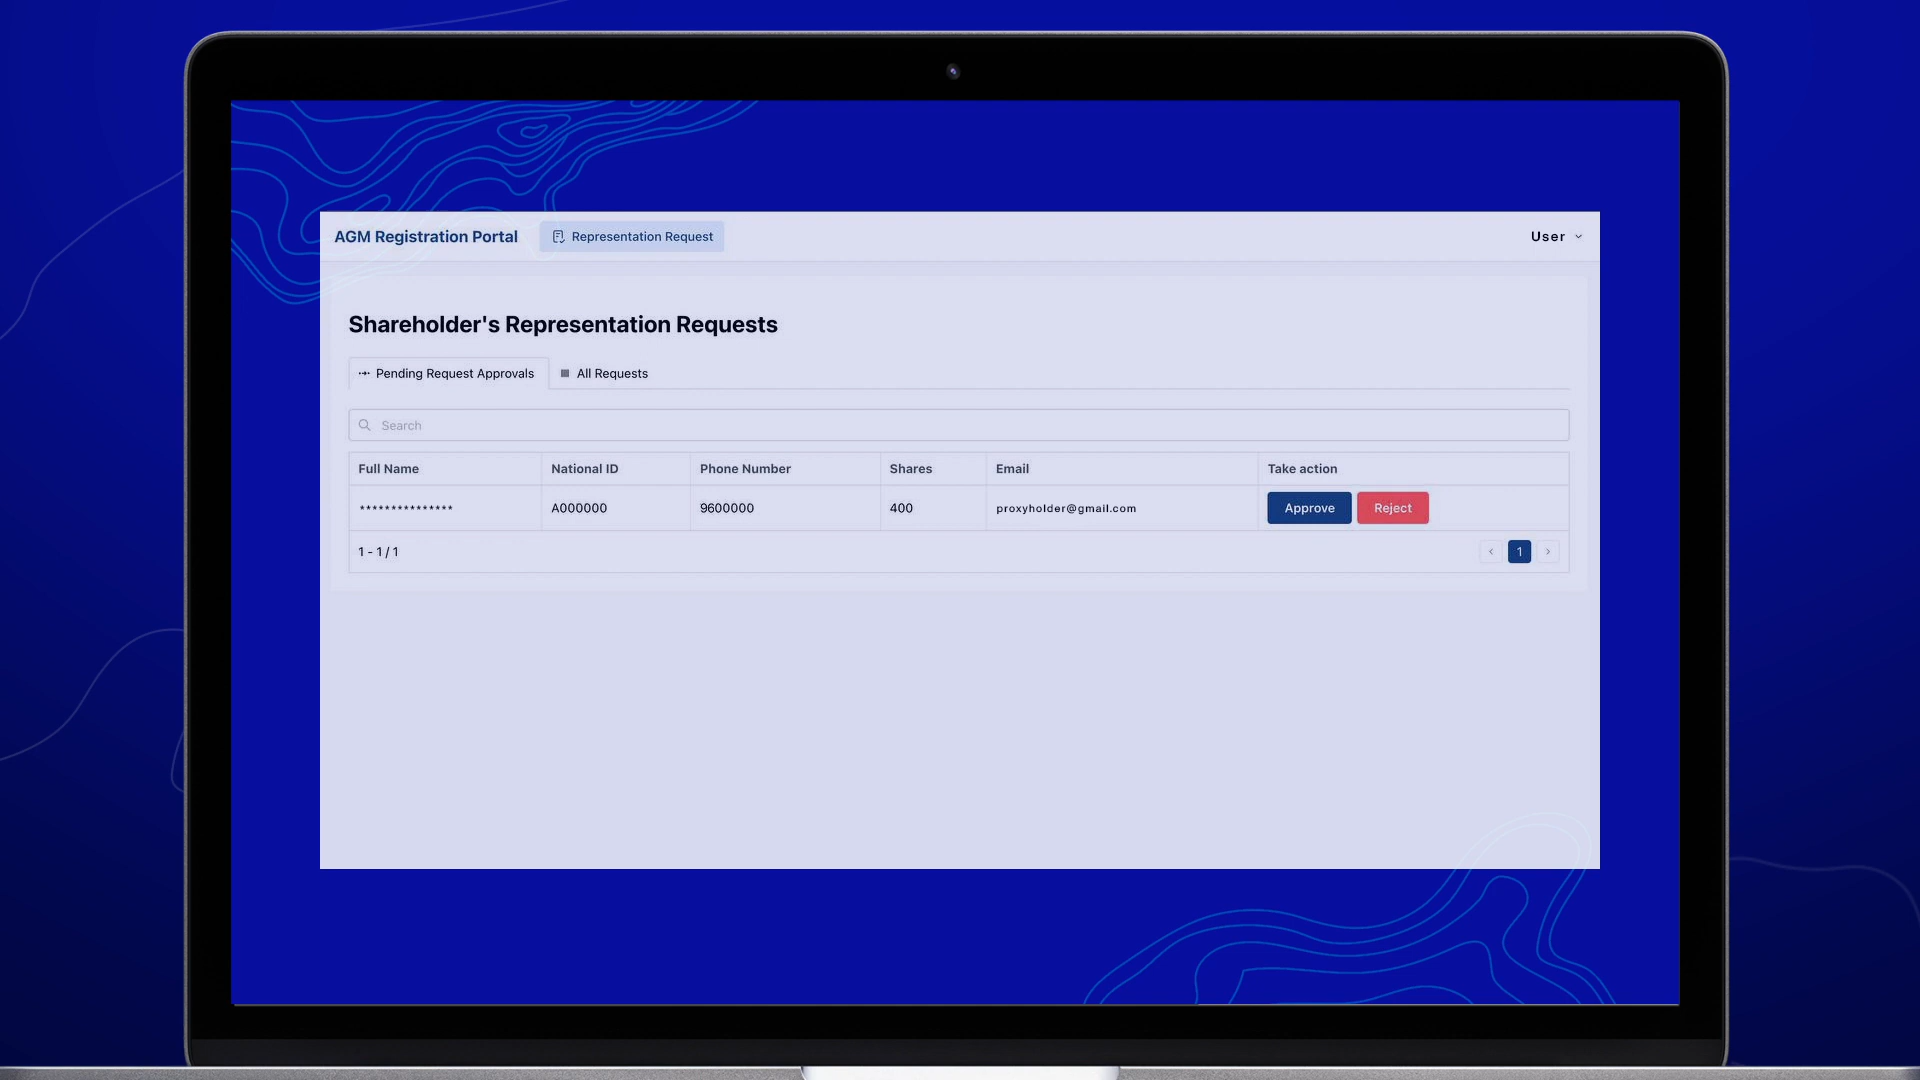 AGM Registration Portal Representation Request User
Shareholder's Representation Requests
Pending Request Approvals All Requests
Search
Full Name National ID Phone Number Shares Email Take action
*************** A000000 9600000 400 proxyholder@gmail.com Approve Reject
1 - 1 / 1 < 1 >